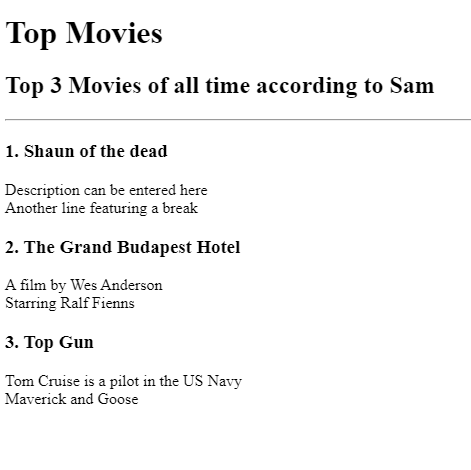 Top Movies
Top 3 Movies of all time according to Sam
1. Shaun of the dead
Description can be entered here
Another line featuring a break
2. The Grand Budapest Hotel
A film by Wes Anderson
Starring Ralf Fienns
3. Top Gun
Tom Cruise is a pilot in the US Navy
Maverick and Goose